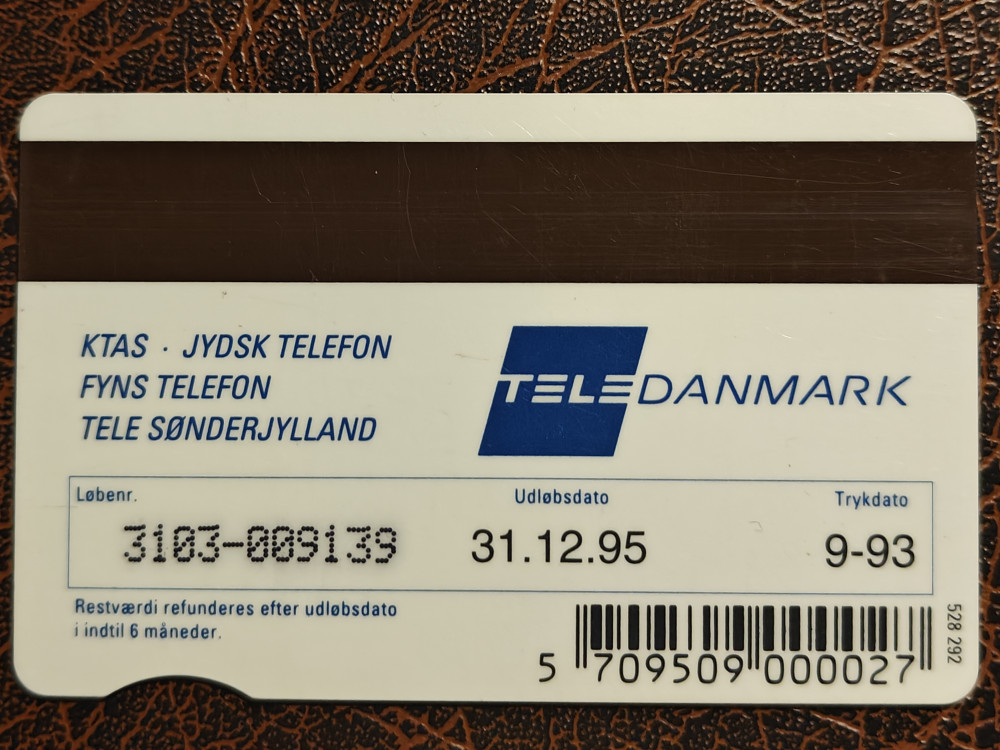 KTAS · JYDSK TELEFON
FYNS TELEFON
TELE SØNDERJYLLAND
TELEDANMARK
Løbenr. Udløbsdato Trykdato
3103-009139 31.12.95 9-93
Restværdi refunderes efter udløbsdato
i indtil 6 måneder.
5 709509 000027
528 292